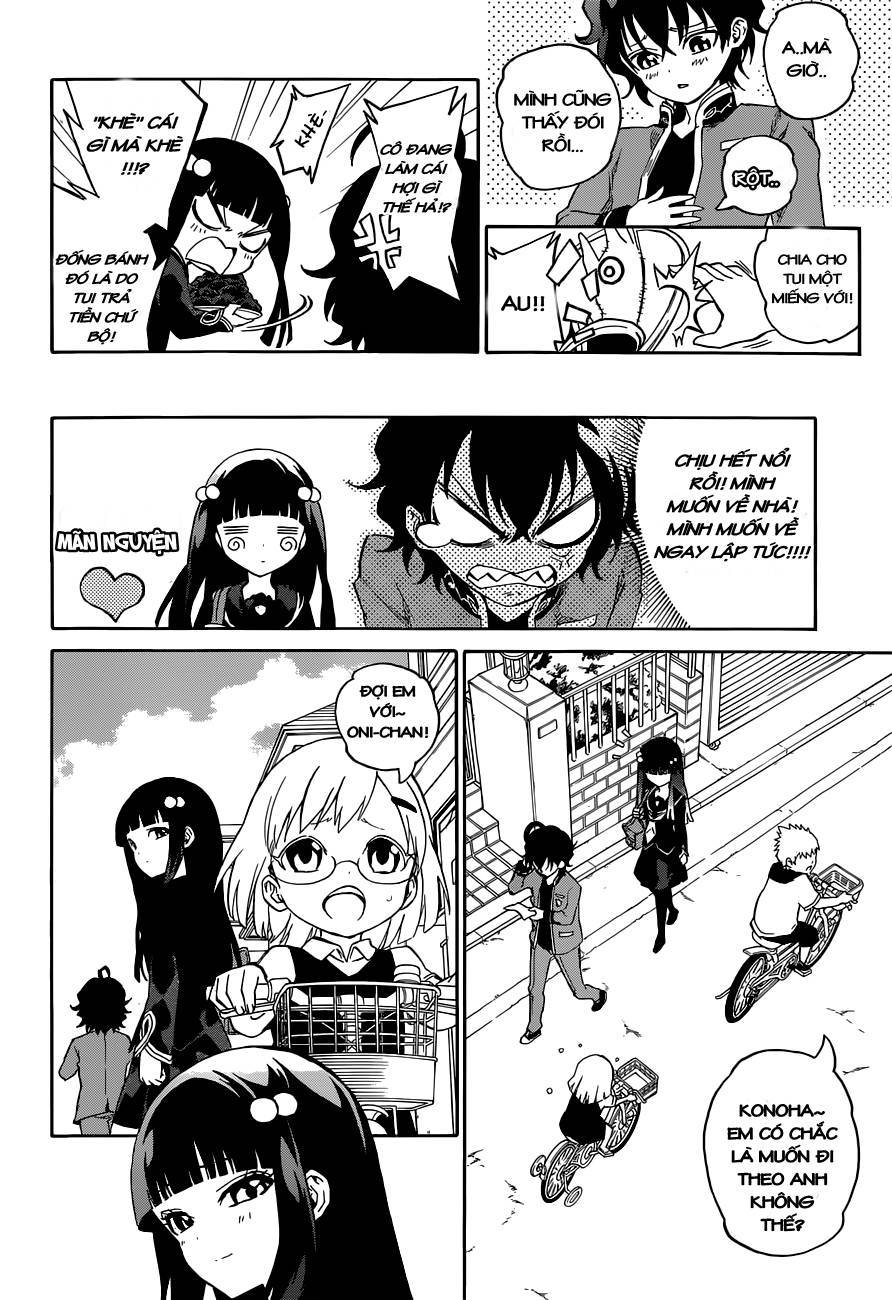 A..MÀ
GIỜ..
MÌNH CŨNG
THẤY ĐÓI
RỒI...
RỘT..
CHIA CHO
TUI MỘT
MIẾNG VỚI!
AU!!
CÔ ĐANG
LÀM CÁI
HỢI GÌ
THẾ HẢ!?
KHÈ-
"KHÈ" CÁI
GÌ MÀ KHÈ
!!!?
ĐỐNG BÁNH
ĐÓ LÀ DO
TUI TRẢ
TIỀN CHỨ
BỘ!
CHỊU HẾT NỔI
RỒI! MÌNH
MUỐN VỀ NHÀ!
MÌNH MUỐN VỀ
NGAY LẬP TỨC!!!!
MÃN NGUYỆN
KONOHA~
EM CÓ CHẮC
LÀ MUỐN ĐI
THEO ANH
KHÔNG
THẾ?
ĐỢI EM
VỚI~
ONI-CHAN!